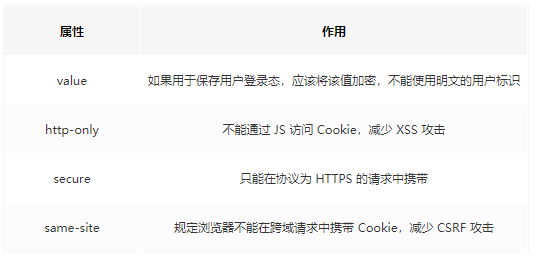 属性 作用
value 如果用于保存用户登录态，应该将该值加密，不能使用明文的用户标识
http-only 不能通过 JS 访问 Cookie，减少 XSS 攻击
secure 只能在协议为 HTTPS 的请求中携带
same-site 规定浏览器不能在跨域请求中携带 Cookie，减少 CSRF 攻击